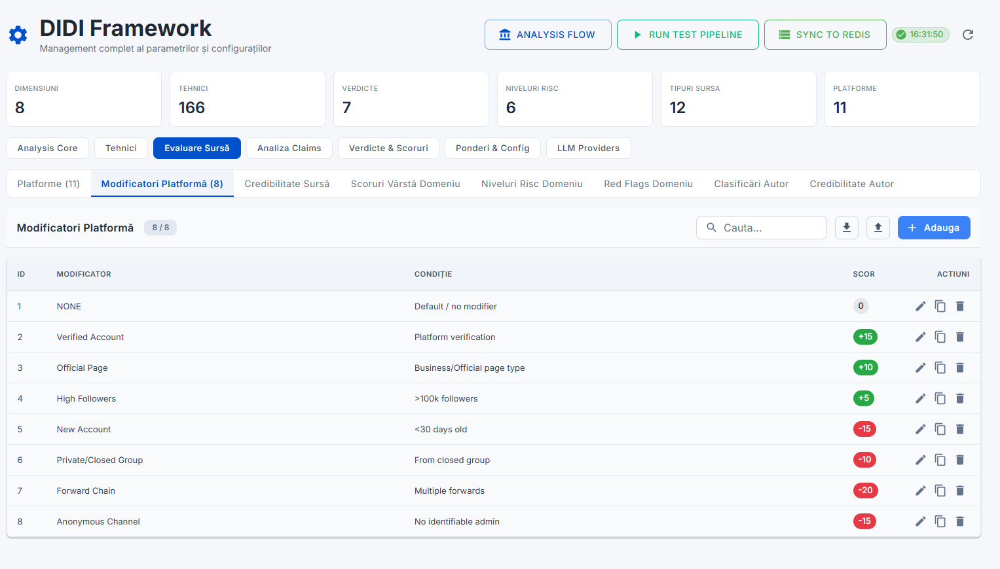 DIDI Framework
Management complet al parametrilor și configurațiilor
ANALYSIS FLOW
RUN TEST PIPELINE
SYNC TO REDIS
16:31:50
DIMENSIUNI
8
TEHNICI
166
VERDICTE
7
NIVELURI RISC
6
TIPURI SURSA
12
PLATFORME
11
Analysis Core
Tehnici
Evaluare Sursă
Analiza Claims
Verdicte & Scoruri
Ponderi & Config
LLM Providers
Platforme (11)
Modificatori Platformă (8)
Credibilitate Sursă
Scoruri Vârstă Domeniu
Niveluri Risc Domeniu
Red Flags Domeniu
Clasificări Autor
Credibilitate Autor
Modificatori Platformă
8 / 8
Cauta...
Adauga
ID MODIFICATOR CONDIȚIE SCOR ACTIUNI
1 NONE Default / no modifier 0
2 Verified Account Platform verification +15
3 Official Page Business/Official page type +10
4 High Followers >100k followers +5
5 New Account <30 days old -15
6 Private/Closed Group From closed group -10
7 Forward Chain Multiple forwards -20
8 Anonymous Channel No identifiable admin -15